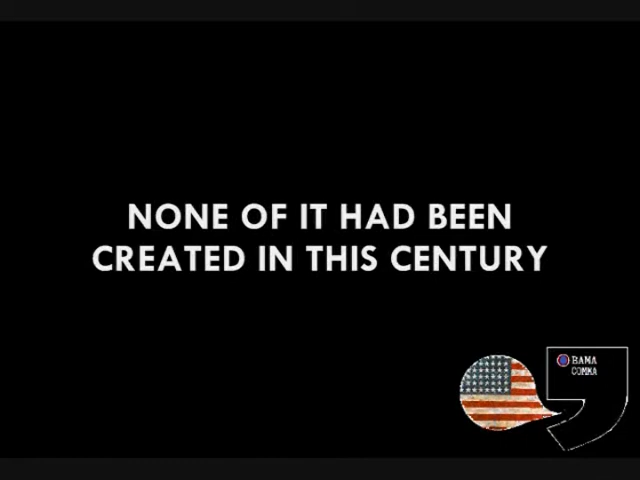 NONE OF IT HAD BEEN
CREATED IN THIS CENTURY
BAMA
COMMA